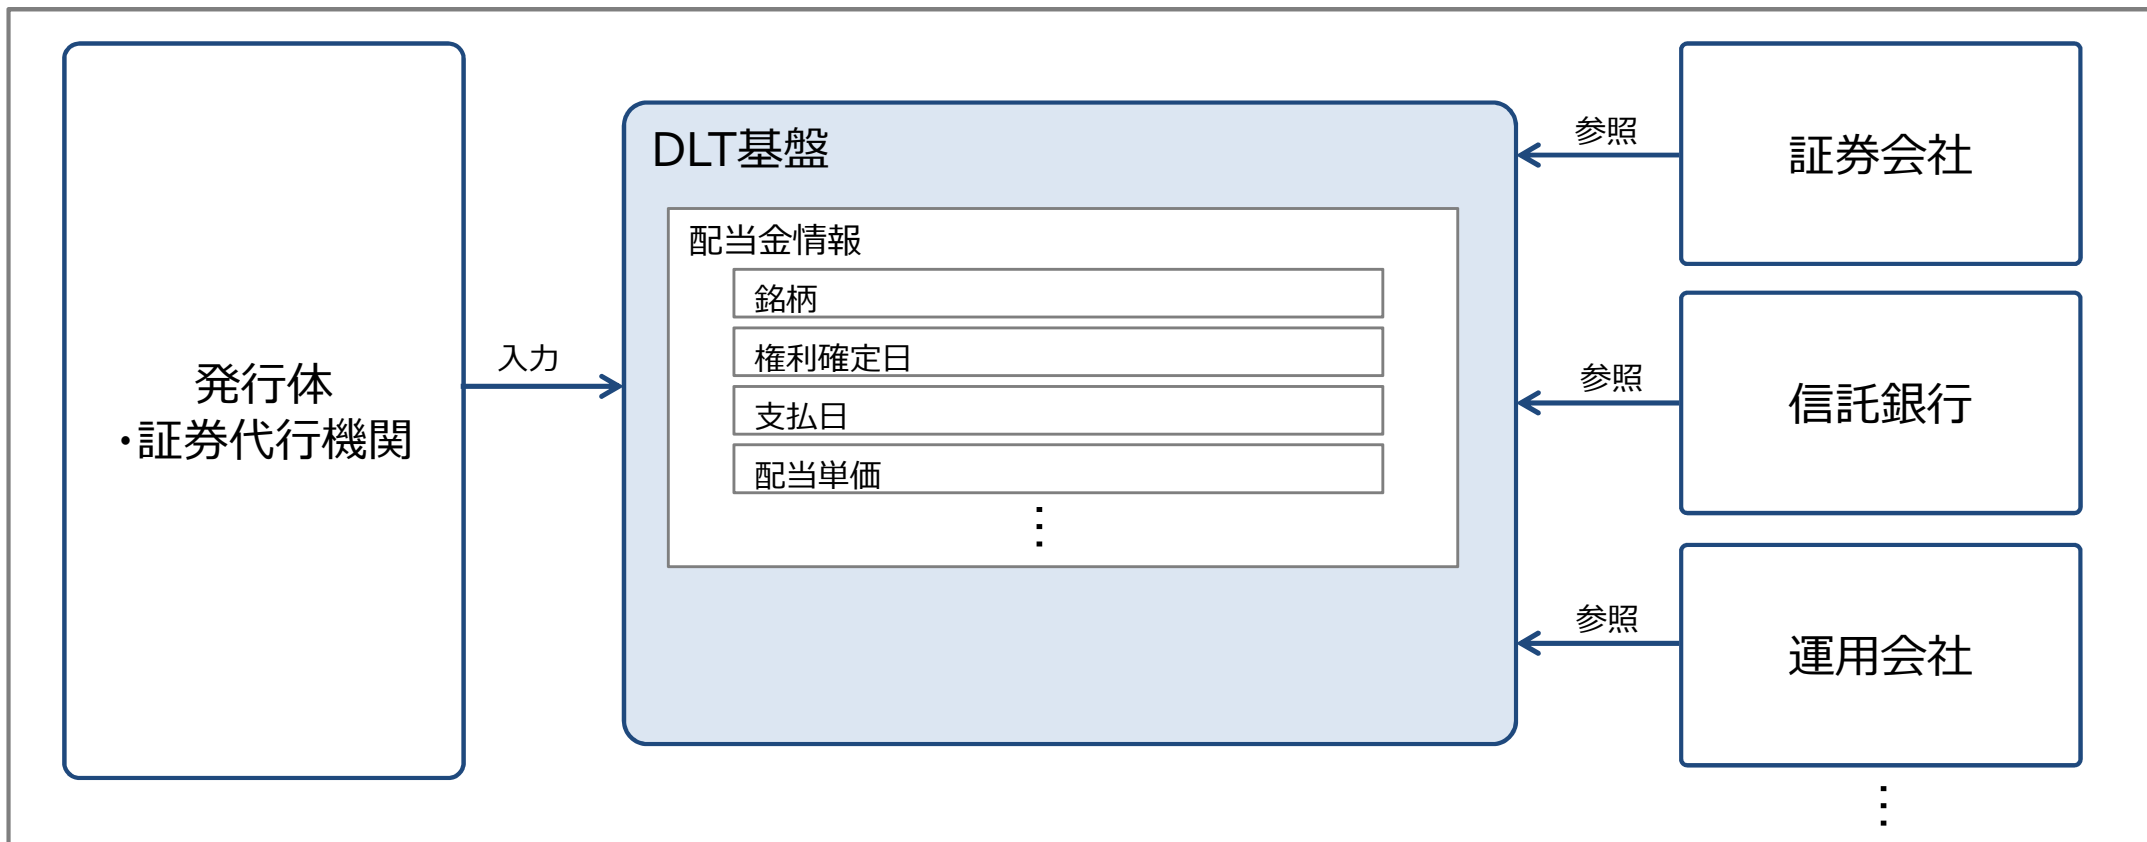 発行体
・証券代行機関
入力
DLT基盤
配当金情報
銘柄
権利確定日
支払日
配当単価
⋮
参照
証券会社
参照
信託銀行
参照
運用会社
⋮